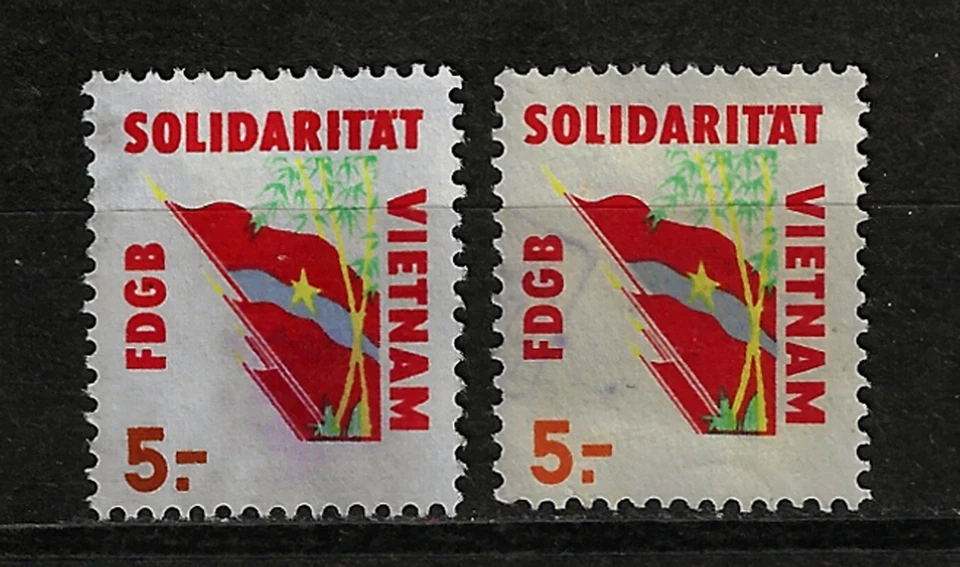 SOLIDARITÄT
VIETNAM
FDGB
5.-
SOLIDARITÄT
VIETNAM
FDGB
5.-